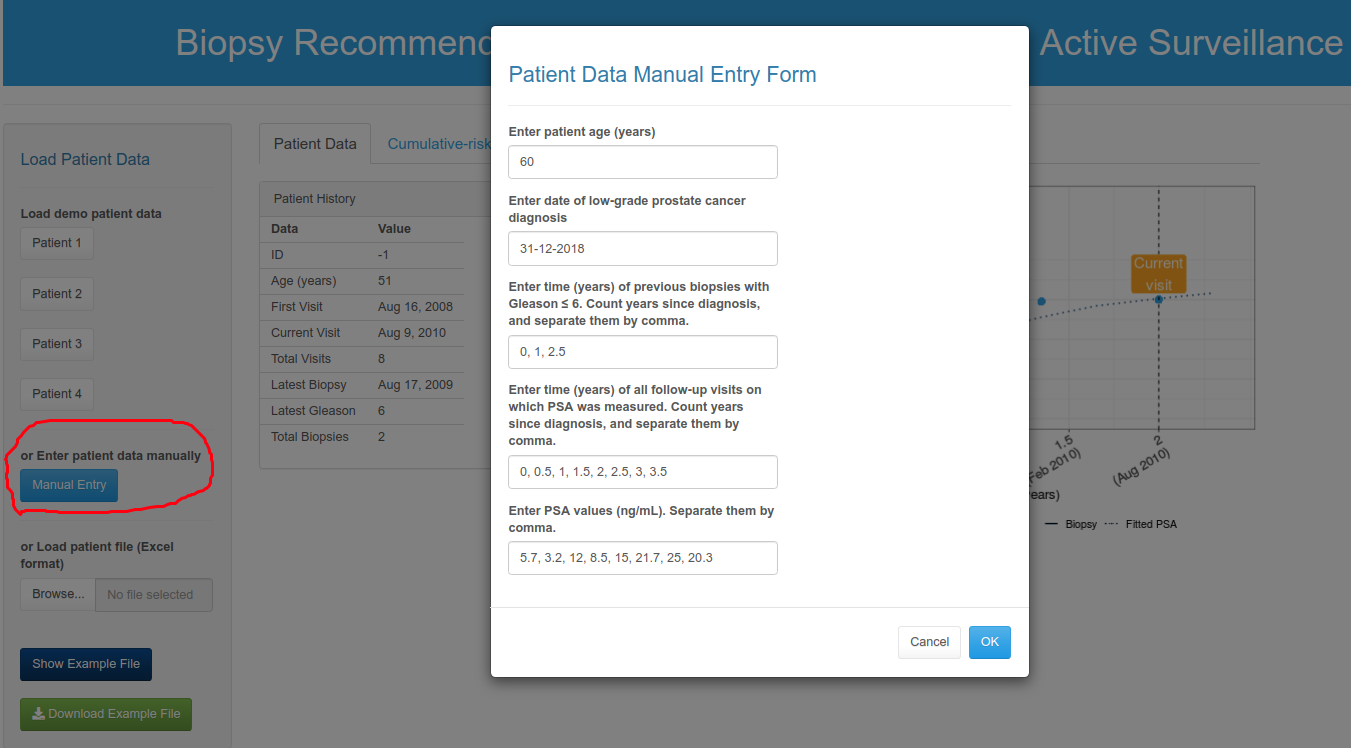 Biopsy Recommend
Active Surveillance
Load Patient Data
Load demo patient data
Patient 1
Patient 2
Patient 3
Patient 4
or Enter patient data manually
Manual Entry
or Load patient file (Excel
format)
Browse...
No file selected
Show Example File
Download Example File
Patient Data
Cumulative-risk
Patient History
Data Value
ID -1
Age (years) 51
First Visit Aug 16, 2008
Current Visit Aug 9, 2010
Total Visits 8
Latest Biopsy Aug 17, 2009
Latest Gleason 6
Total Biopsies 2
Patient Data Manual Entry Form
Enter patient age (years)
60
Enter date of low-grade prostate cancer
diagnosis
31-12-2018
Enter time (years) of previous biopsies with
Gleason ≤ 6. Count years since diagnosis,
and separate them by comma.
0, 1, 2.5
Enter time (years) of all follow-up visits on
which PSA was measured. Count years
since diagnosis, and separate them by
comma.
0, 0.5, 1, 1.5, 2, 2.5, 3, 3.5
Enter PSA values (ng/mL). Separate them by
comma.
5.7, 3.2, 12, 8.5, 15, 21.7, 25, 20.3
Cancel
OK
Current
visit
1.5
Feb 2010)
2
(Aug 2010)
ears)
Biopsy
Fitted PSA